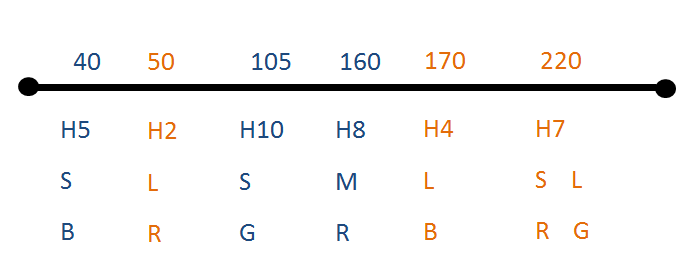 40 50 105 160 170 220
H5 H2 H10 H8 H4 H7
S L S M L S L
B R G R B R G